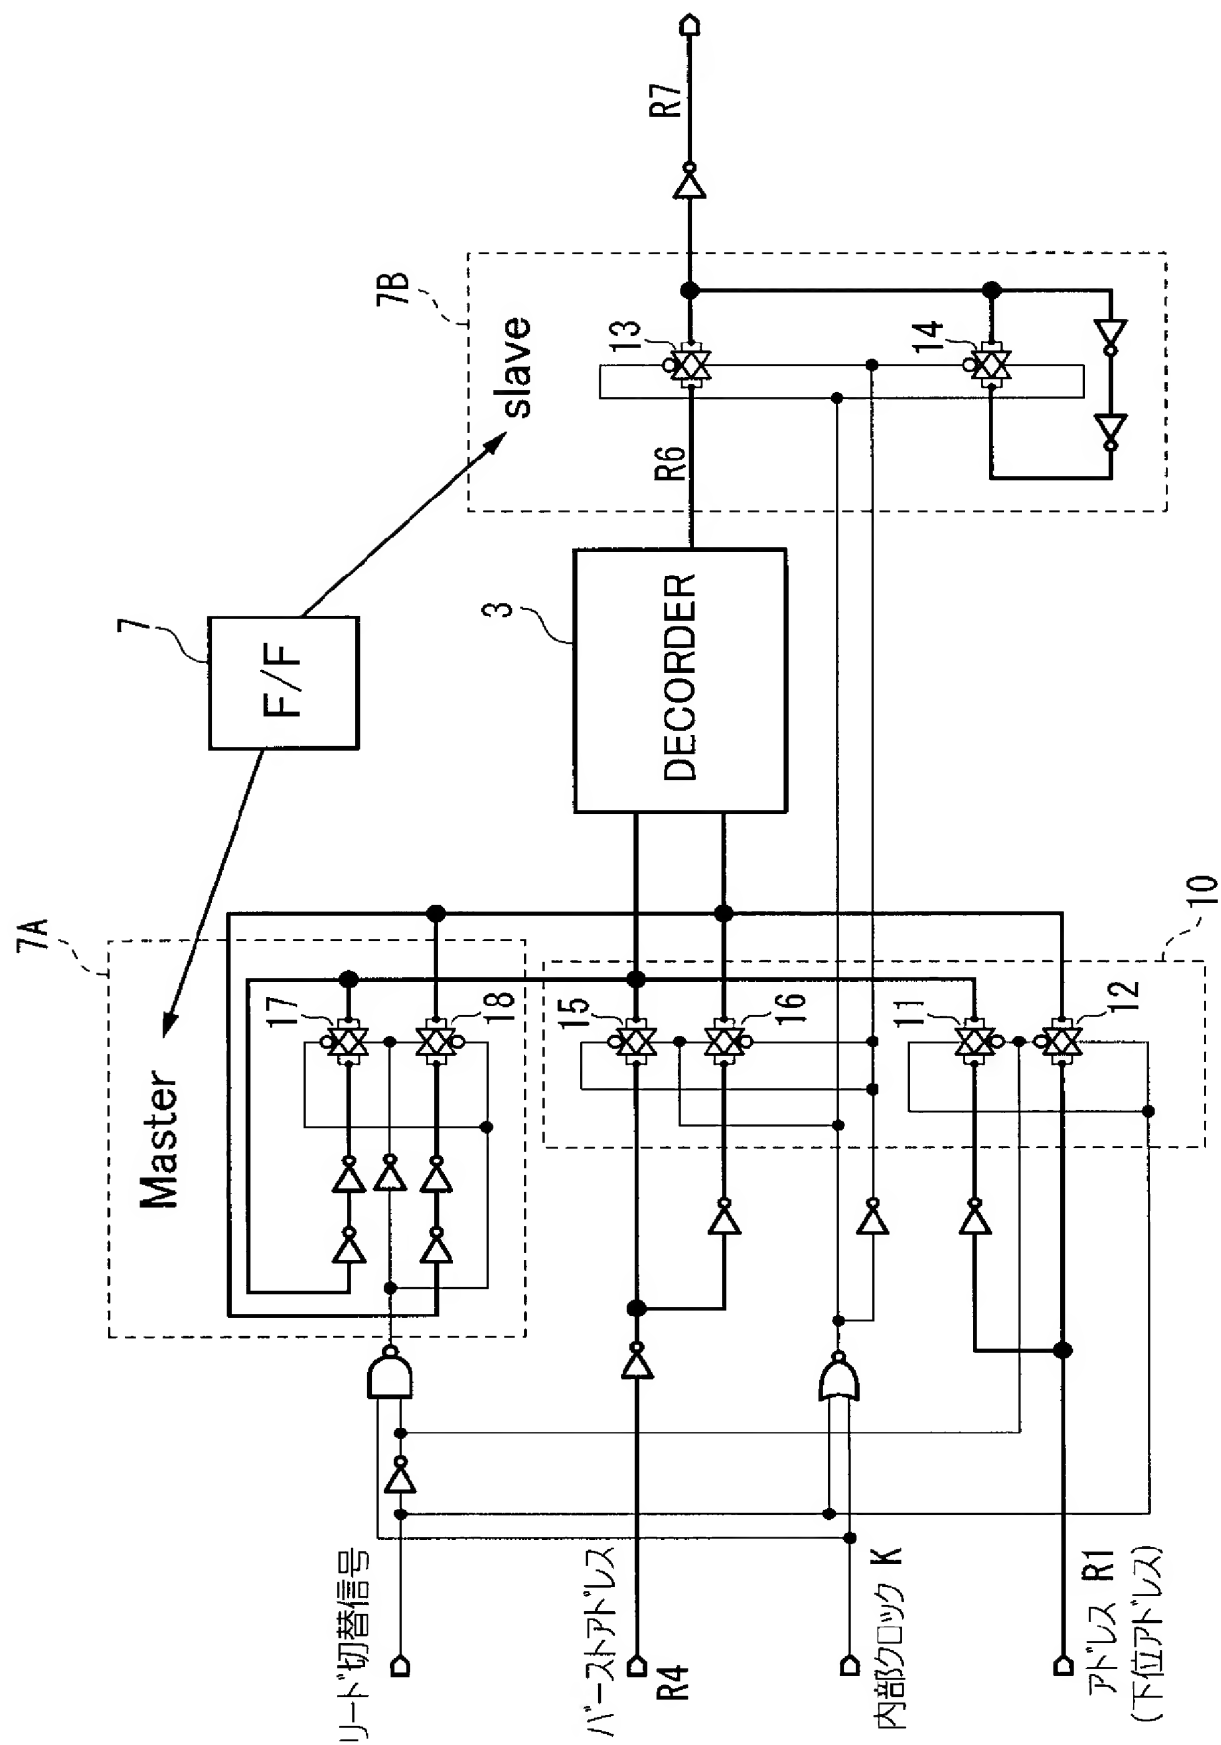 7A
Master
17
18
7
F/F
7B
slave
13
R7
14
R6
3
DECORDER
15
16
11
12
10
リード切替信号
バーストアドレス
R4
内部クロック K
アドレス R1
(下位アドレス)